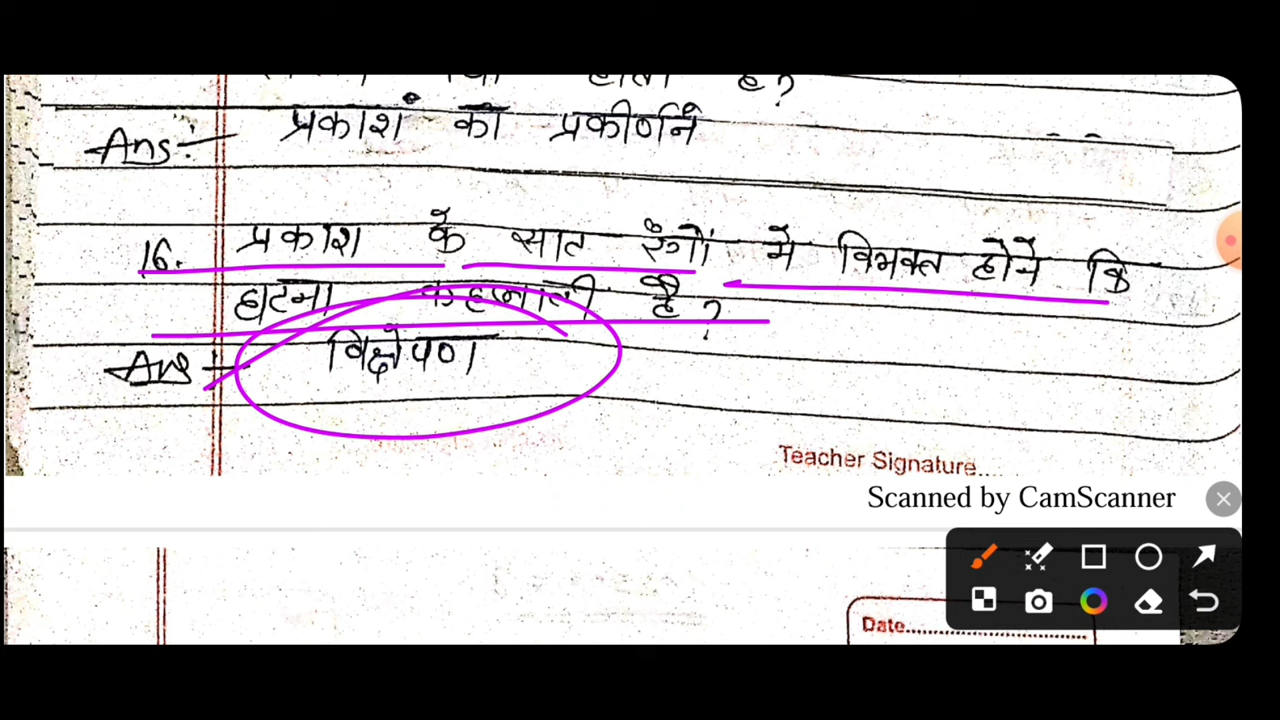 होता है?
Ans:- प्रकाश का प्रकीर्णन
16. प्रकाश के सात रंगों में विभक्त होने कि
घटना कहलाती है?
Ans :- विक्षेपण
Teacher Signature....
Scanned by CamScanner
Date..............................